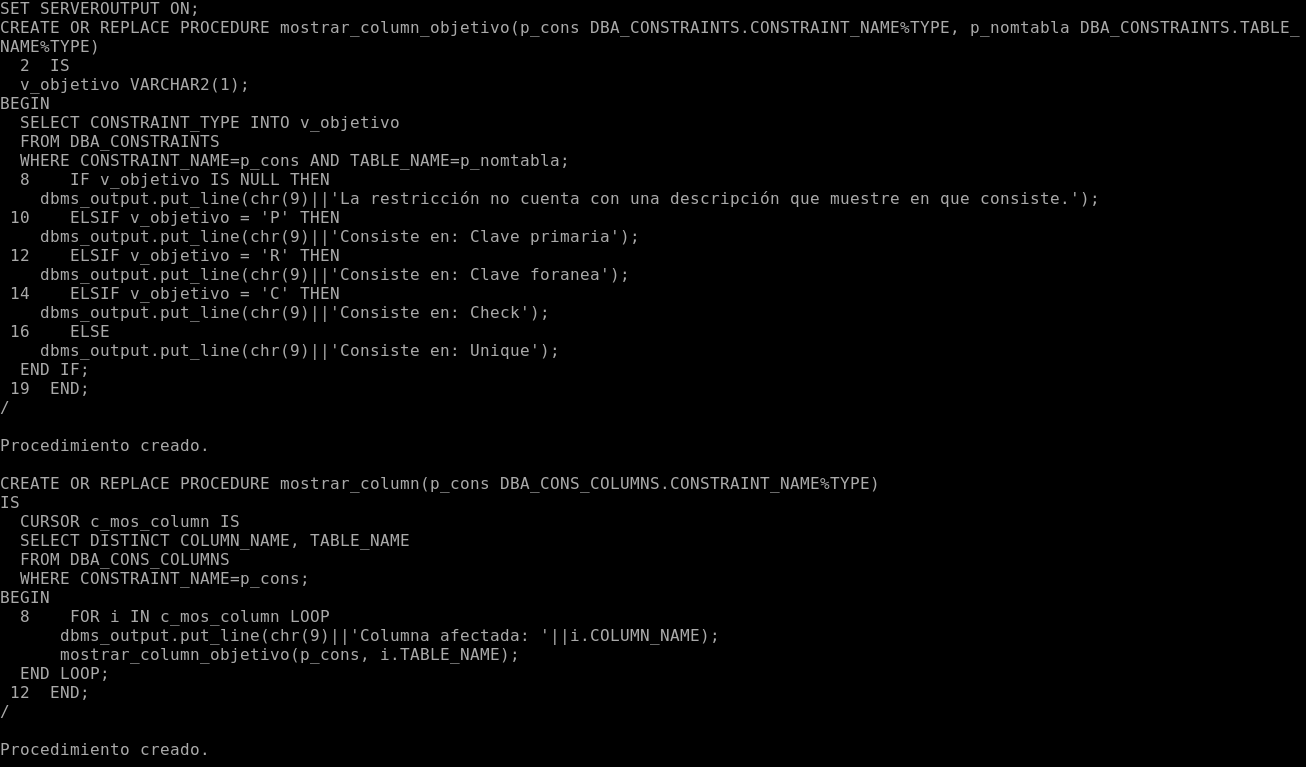 SET SERVEROUTPUT ON;
CREATE OR REPLACE PROCEDURE mostrar_column_objetivo(p_cons DBA_CONSTRAINTS.CONSTRAINT_NAME%TYPE, p_nomtabla DBA_CONSTRAINTS.TABLE_
NAME%TYPE)
  2  IS
  v_objetivo VARCHAR2(1);
BEGIN
  SELECT CONSTRAINT_TYPE INTO v_objetivo
  FROM DBA_CONSTRAINTS
  WHERE CONSTRAINT_NAME=p_cons AND TABLE_NAME=p_nomtabla;
  8    IF v_objetivo IS NULL THEN
    dbms_output.put_line(chr(9)||'La restricción no cuenta con una descripción que muestre en que consiste.');
 10    ELSIF v_objetivo = 'P' THEN
    dbms_output.put_line(chr(9)||'Consiste en: Clave primaria');
 12    ELSIF v_objetivo = 'R' THEN
    dbms_output.put_line(chr(9)||'Consiste en: Clave foranea');
 14    ELSIF v_objetivo = 'C' THEN
    dbms_output.put_line(chr(9)||'Consiste en: Check');
 16    ELSE
    dbms_output.put_line(chr(9)||'Consiste en: Unique');
  END IF;
 19  END;
/
Procedimiento creado.
CREATE OR REPLACE PROCEDURE mostrar_column(p_cons DBA_CONS_COLUMNS.CONSTRAINT_NAME%TYPE)
IS
  CURSOR c_mos_column IS
  SELECT DISTINCT COLUMN_NAME, TABLE_NAME
  FROM DBA_CONS_COLUMNS
  WHERE CONSTRAINT_NAME=p_cons;
BEGIN
  8    FOR i IN c_mos_column LOOP
      dbms_output.put_line(chr(9)||'Columna afectada: '||i.COLUMN_NAME);
      mostrar_column_objetivo(p_cons, i.TABLE_NAME);
  END LOOP;
 12  END;
/
Procedimiento creado.